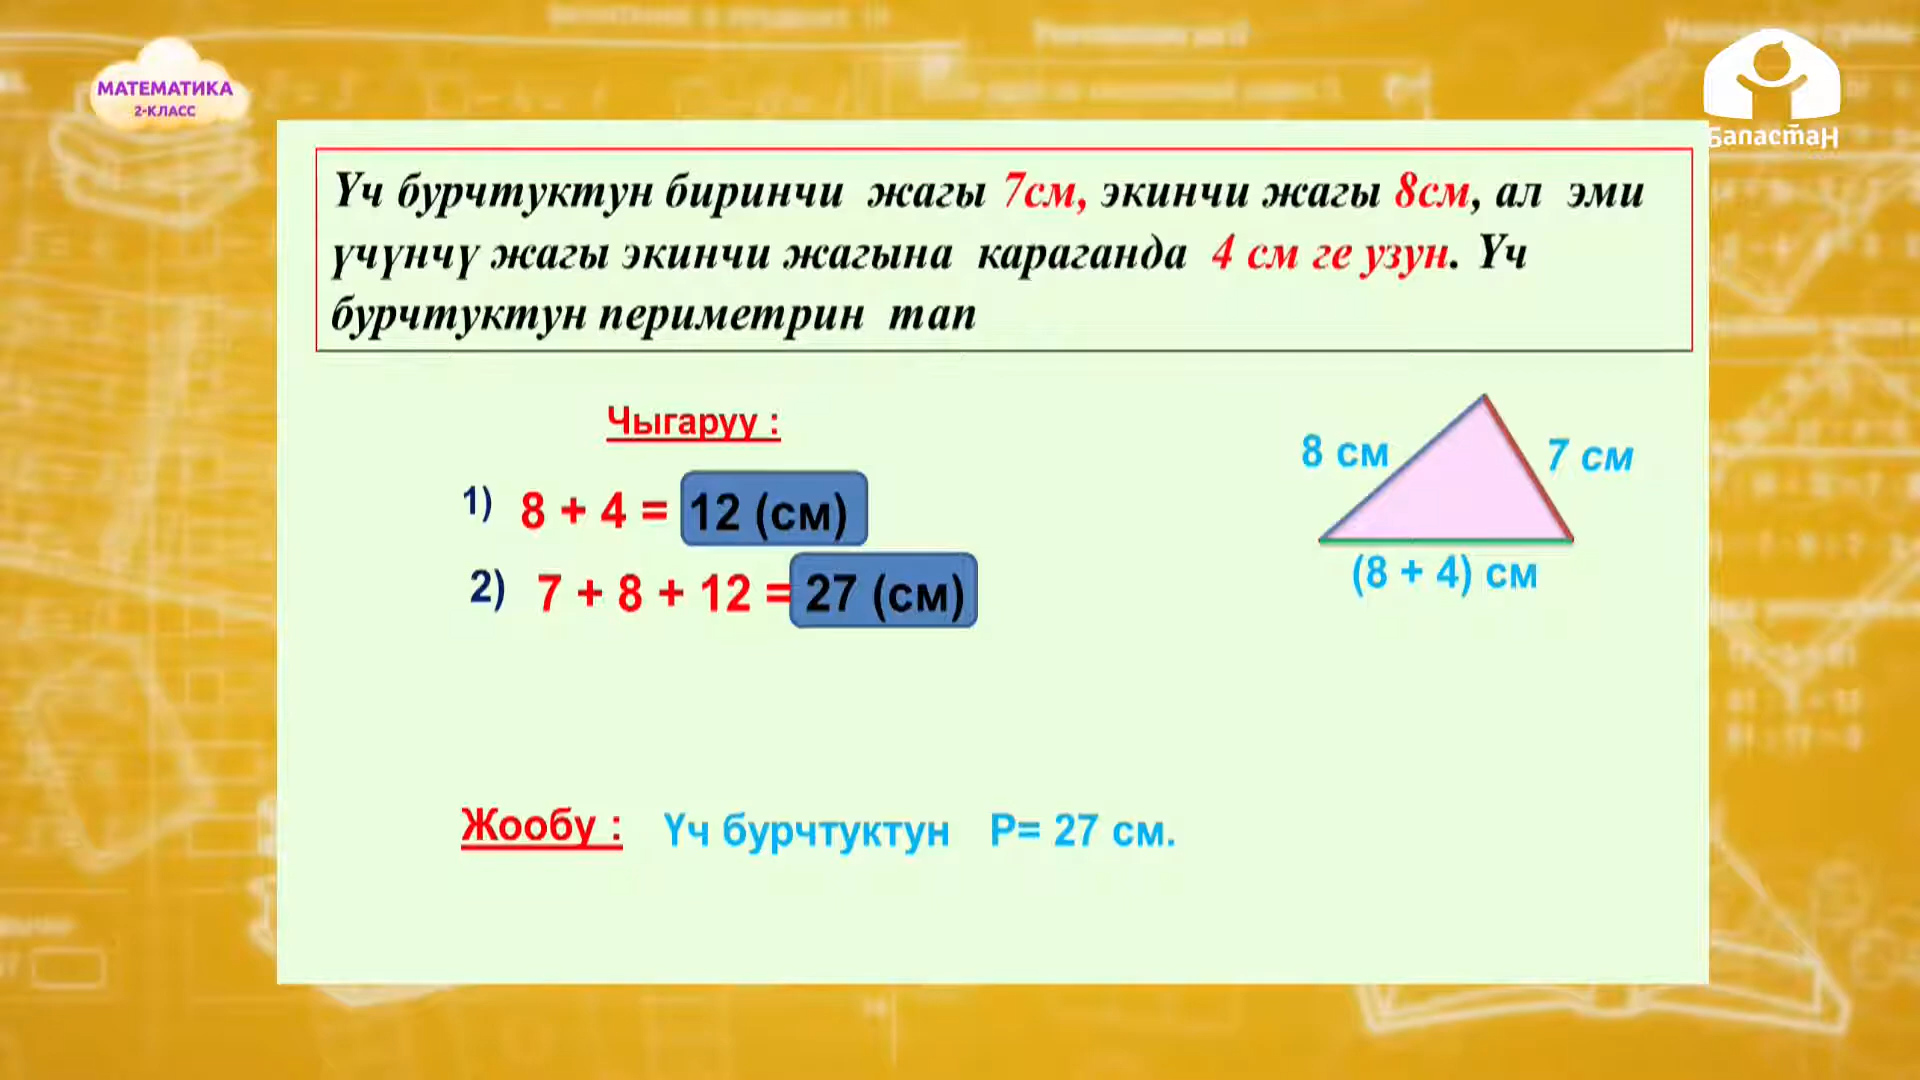 МАТЕМАТИКА
2-КЛАСС
Баластан
Үч бурчтуктун биринчи жагы 7см, экинчи жагы 8см, ал эми
үчүнчү жагы экинчи жагына караганда 4 см ге узун. Үч
бурчтуктун периметрин тап
Чыгаруу :
8 см
7 см
1) 8 + 4 = 12 (см)
(8 + 4) см
2) 7 + 8 + 12 = 27 (см)
Жообу : Үч бурчтуктун Р= 27 см.